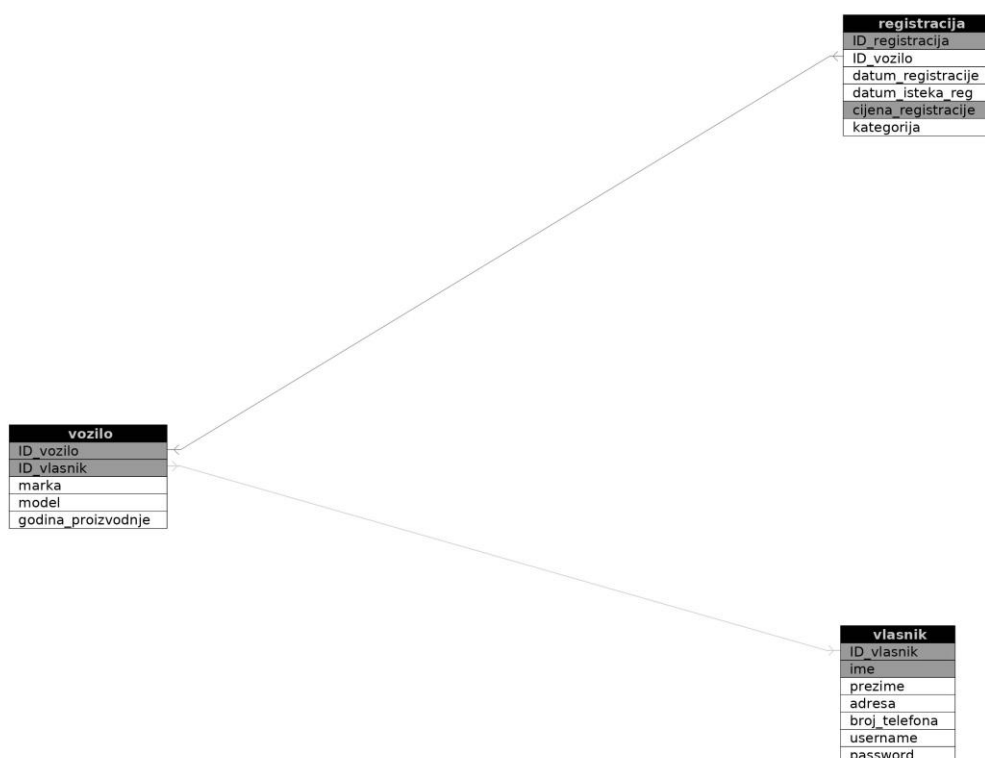 registracija
ID_registracija
ID_vozilo
datum_registracije
datum_isteka_reg
cijena_registracije
kategorija
vozilo
ID_vozilo
ID_vlasnik
marka
model
godina_proizvodnje
vlasnik
ID_vlasnik
ime
prezime
adresa
broj_telefona
username
password